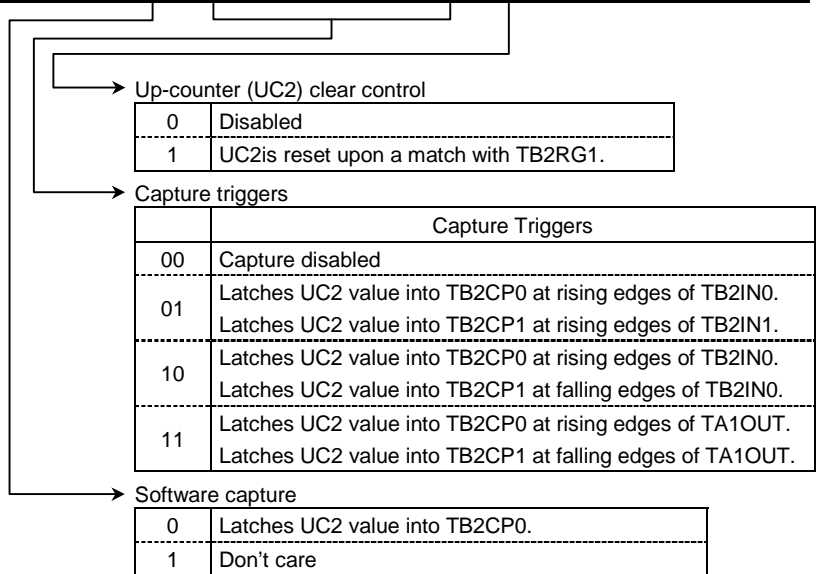 Up-counter (UC2) clear control
0 Disabled
1 UC2is reset upon a match with TB2RG1.
Capture triggers
Capture Triggers
00 Capture disabled
01 Latches UC2 value into TB2CP0 at rising edges of TB2IN0.
Latches UC2 value into TB2CP1 at rising edges of TB2IN1.
10 Latches UC2 value into TB2CP0 at rising edges of TB2IN0.
Latches UC2 value into TB2CP1 at falling edges of TB2IN0.
11 Latches UC2 value into TB2CP0 at rising edges of TA1OUT.
Latches UC2 value into TB2CP1 at falling edges of TA1OUT.
Software capture
0 Latches UC2 value into TB2CP0.
1 Don't care